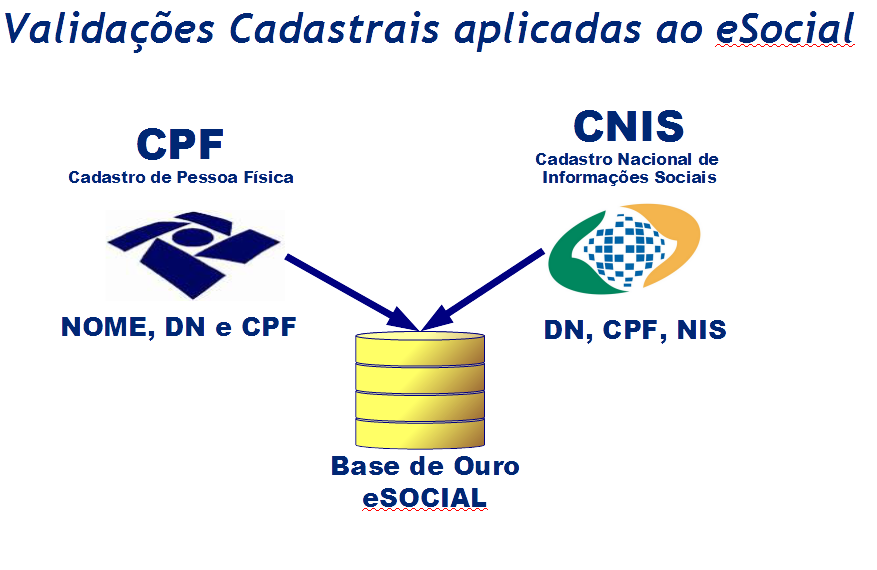 Validações Cadastrais aplicadas ao eSocial
CPF
Cadastro de Pessoa Física
NOME, DN e CPF
CNIS
Cadastro Nacional de
Informações Sociais
DN, CPF, NIS
Base de Ouro
eSOCIAL